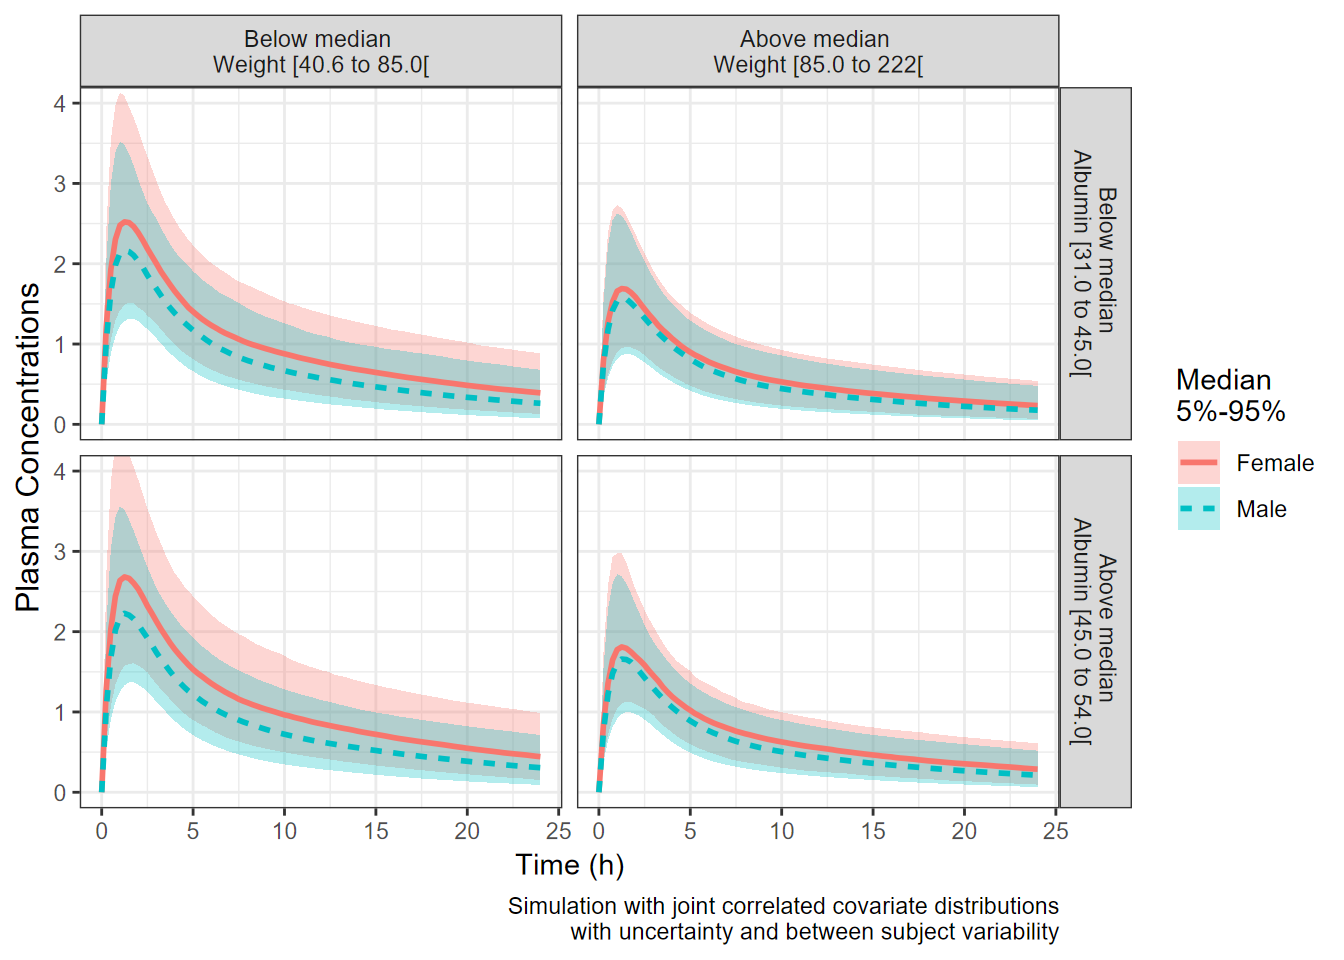 Below median
Weight [40.6 to 85.0[
Above median
Weight [85.0 to 222[
4
3
2
1
0
Below median
Albumin [31.0 to 45.0[
4
3
2
1
0
Above median
Albumin [45.0 to 54.0[
Plasma Concentrations
0
5
10
15
20
25
0
5
10
15
20
25
Time (h)
Median
5%-95%
Female
Male
Simulation with joint correlated covariate distributions
with uncertainty and between subject variability